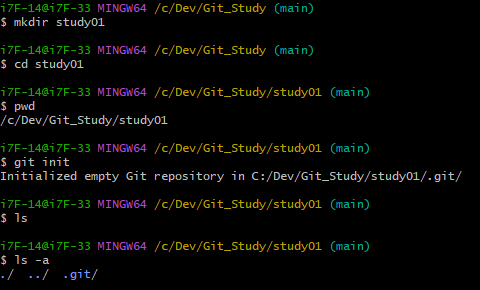 i7F-14@i7F-33 MINGW64 /c/Dev/Git_Study (main)
$ mkdir study01
i7F-14@i7F-33 MINGW64 /c/Dev/Git_Study (main)
$ cd study01
i7F-14@i7F-33 MINGW64 /c/Dev/Git_Study/study01 (main)
$ pwd
/c/Dev/Git_Study/study01
i7F-14@i7F-33 MINGW64 /c/Dev/Git_Study/study01 (main)
$ git init
Initialized empty Git repository in C:/Dev/Git_Study/study01/.git/
i7F-14@i7F-33 MINGW64 /c/Dev/Git_Study/study01 (main)
$ ls
i7F-14@i7F-33 MINGW64 /c/Dev/Git_Study/study01 (main)
$ ls -a
./  ../  .git/